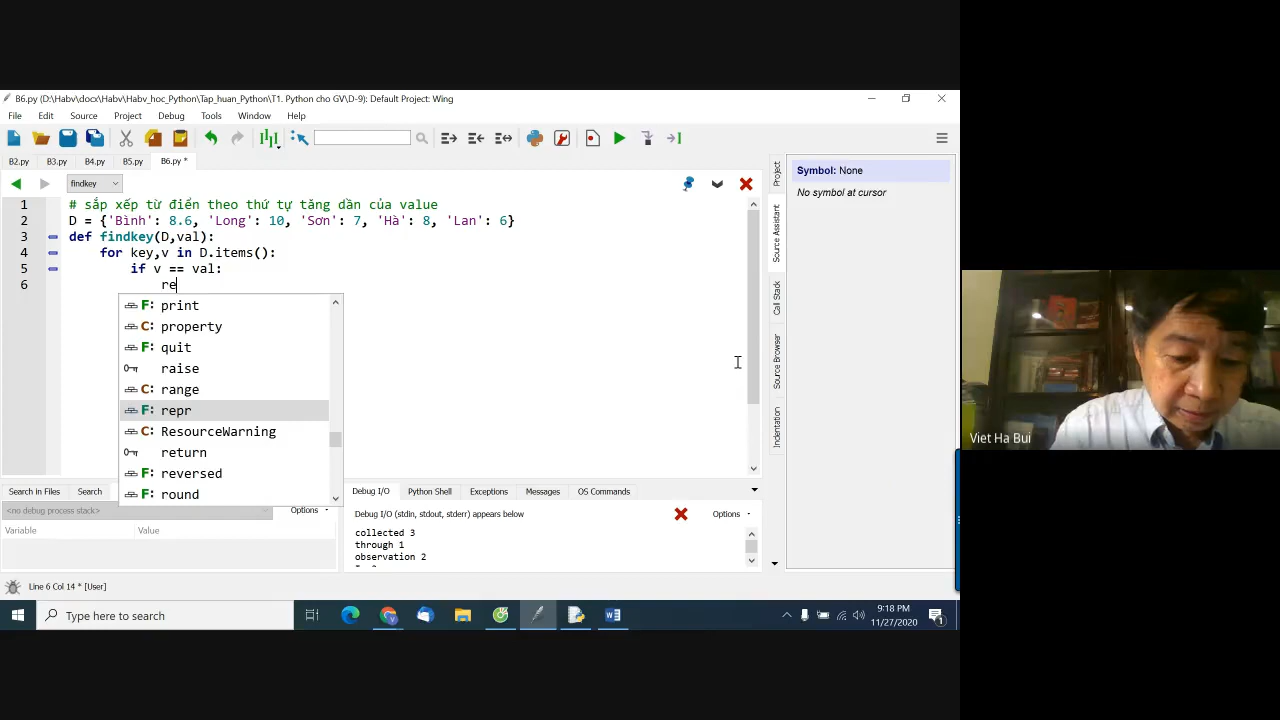 B6.py (D:\Habv\docx\Habv\Habv_hoc_Python\Tap_huan_Python\T1. Python cho GV\D-9): Default Project: Wing
File Edit Source Project Debug Tools Window Help
B2.py B3.py B4.py B5.py B6.py *
findkey
1 # sắp xếp từ điển theo thứ tự tăng dần của value
2 D = {'Bình': 8.6, 'Long': 10, 'Sơn': 7, 'Hà': 8, 'Lan': 6}
3 def findkey(D,val):
4 for key,v in D.items():
5 if v == val:
6 re
F: print
C: property
F: quit
raise
C: range
F: repr
C: ResourceWarning
return
F: reversed
F: round
Project
Source Assistant
Call Stack
Source Browser
Indentation
Symbol: None
No symbol at cursor
Viet Ha Bui
Search in Files Search
<no debug process stack> Options
Variable Value
Debug I/O Python Shell Exceptions Messages OS Commands
Debug I/O (stdin, stdout, stderr) appears below Options
collected 3
through 1
observation 2
Line 6 Col 14 * [User]
Type here to search
9:18 PM
11/27/2020
1